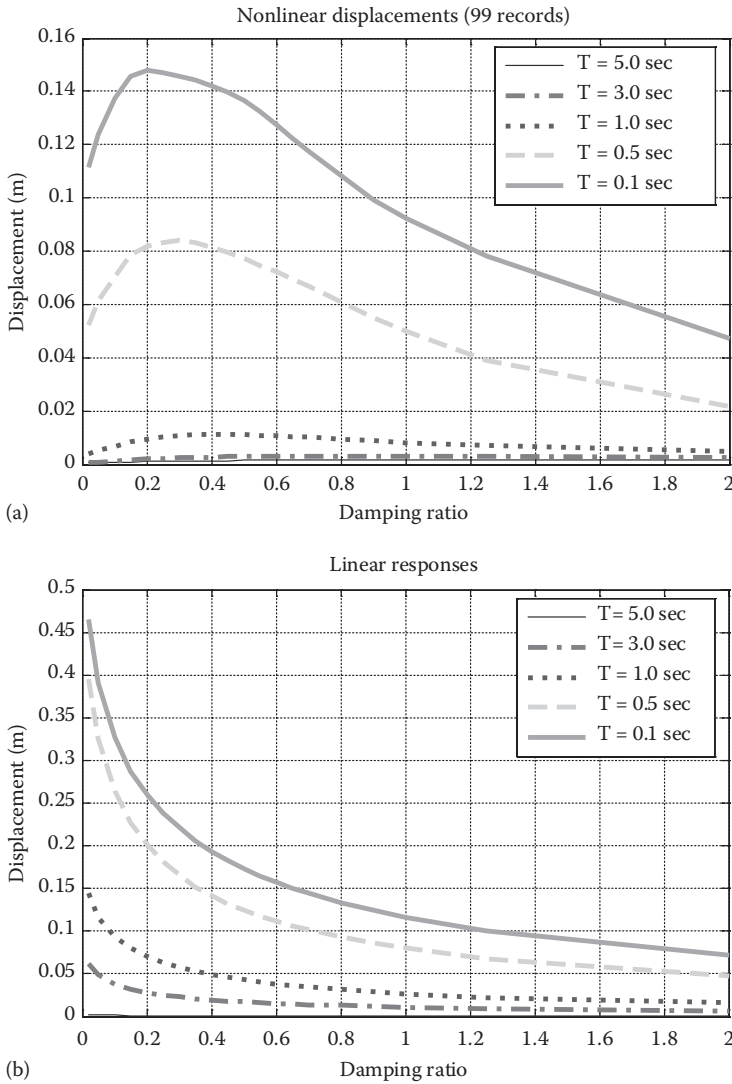 Nonlinear displacements (99 records)
0.16
0.14
0.12
0.1
0.08
0.06
0.04
0.02
0
Displacement (m)
T = 5.0 sec
T = 3.0 sec
T = 1.0 sec
T = 0.5 sec
T = 0.1 sec
0 0.2 0.4 0.6 0.8 1 1.2 1.4 1.6 1.8 2
(a)
Damping ratio
Linear responses
0.5
0.45
0.4
0.35
0.3
0.25
0.2
0.15
0.1
0.05
0
Displacement (m)
T= 5.0 sec
T= 3.0 sec
T = 1.0 sec
T = 0.5 sec
T = 0.1 sec
0 0.2 0.4 0.6 0.8 1 1.2 1.4 1.6 1.8 2
(b)
Damping ratio